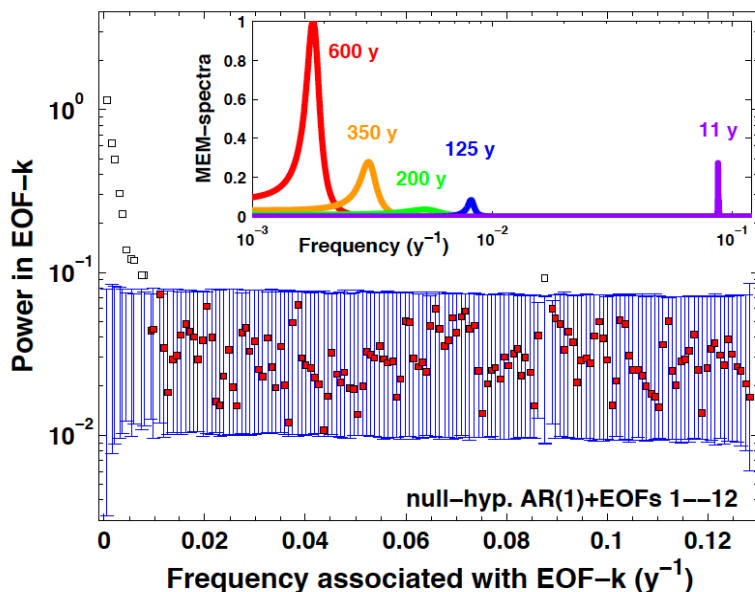 Power in EOF–k
10⁰
10⁻¹
10⁻²
MEM–spectra
1
0.8
0.6
0.4
0.2
0
600 y
350 y
200 y
125 y
11 y
10⁻³
Frequency (y⁻¹)
10⁻²
10⁻¹
null–hyp. AR(1)+EOFs 1––12
0 0.02 0.04 0.06 0.08 0.1 0.12
Frequency associated with EOF–k (y⁻¹)